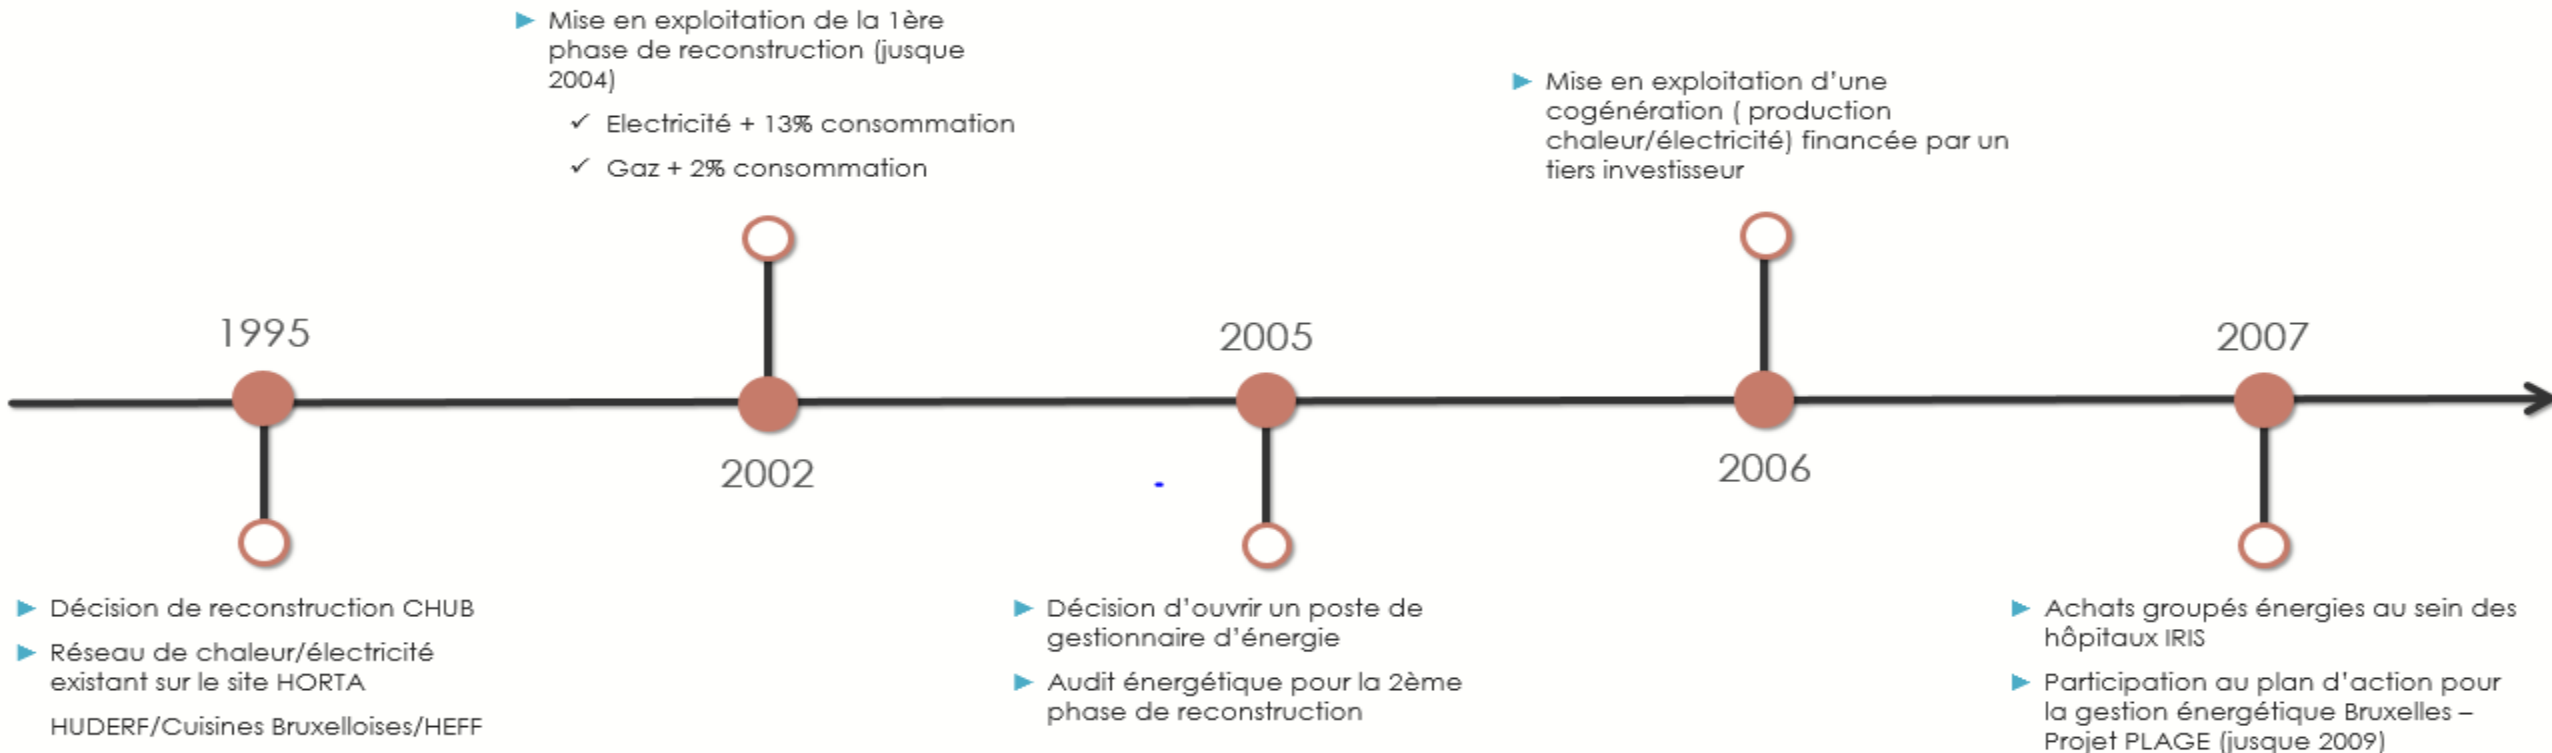 Mise en exploitation de la 1ère
phase de reconstruction (jusque
2004)
Electricité + 13% consommation
Gaz + 2% consommation
Mise en exploitation d'une
cogénération ( production
chaleur/électricité) financée par un
tiers investisseur
1995
2002
2005
2006
2007
Décision de reconstruction CHUB
Réseau de chaleur/électricité
existant sur le site HORTA
HUDERF/Cuisines Bruxelloises/HEFF
Décision d'ouvrir un poste de
gestionnaire d'énergie
Audit énergétique pour la 2ème
phase de reconstruction
Achats groupés énergies au sein des
hôpitaux IRIS
Participation au plan d'action pour
la gestion énergétique Bruxelles –
Projet PLAGE (jusque 2009)